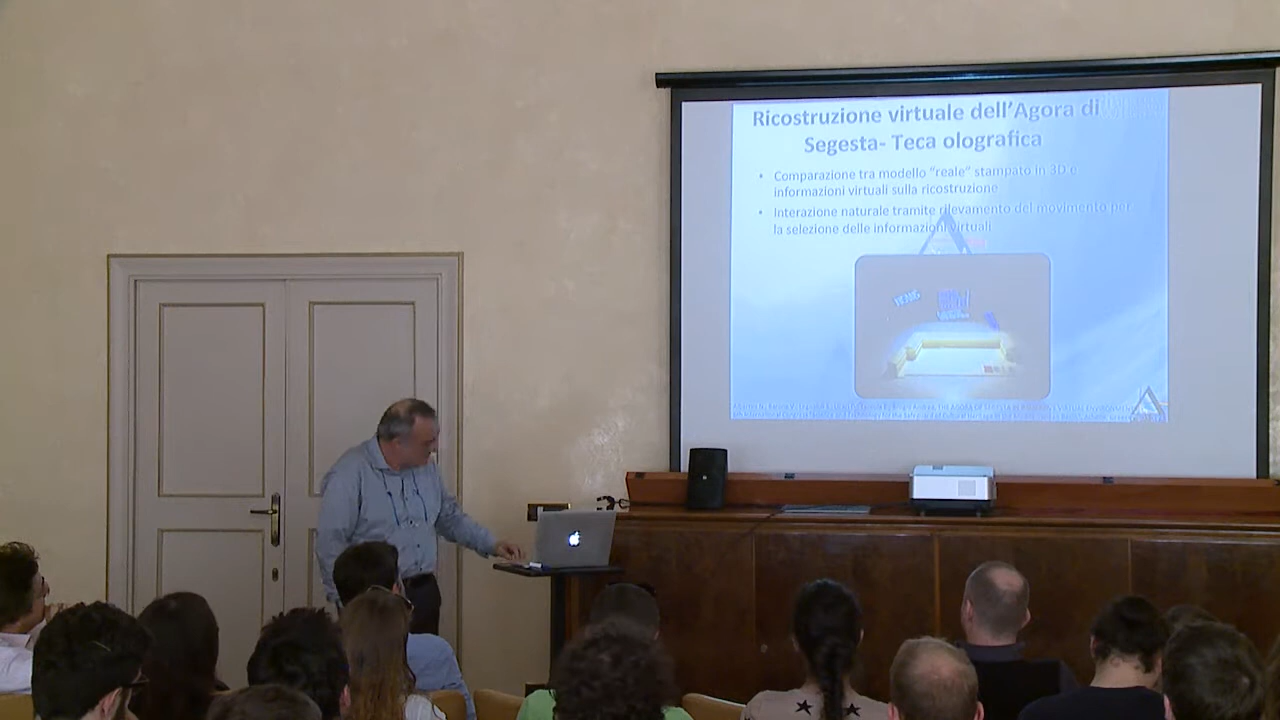 Ricostruzione virtuale dell’Agora di
Segesta- Teca olografica
• Comparazione tra modello “reale” stampato in 3D e
informazioni virtuali sulla ricostruzione
• Interazione naturale tramite rilevamento del movimento per
la selezione delle informazioni virtuali